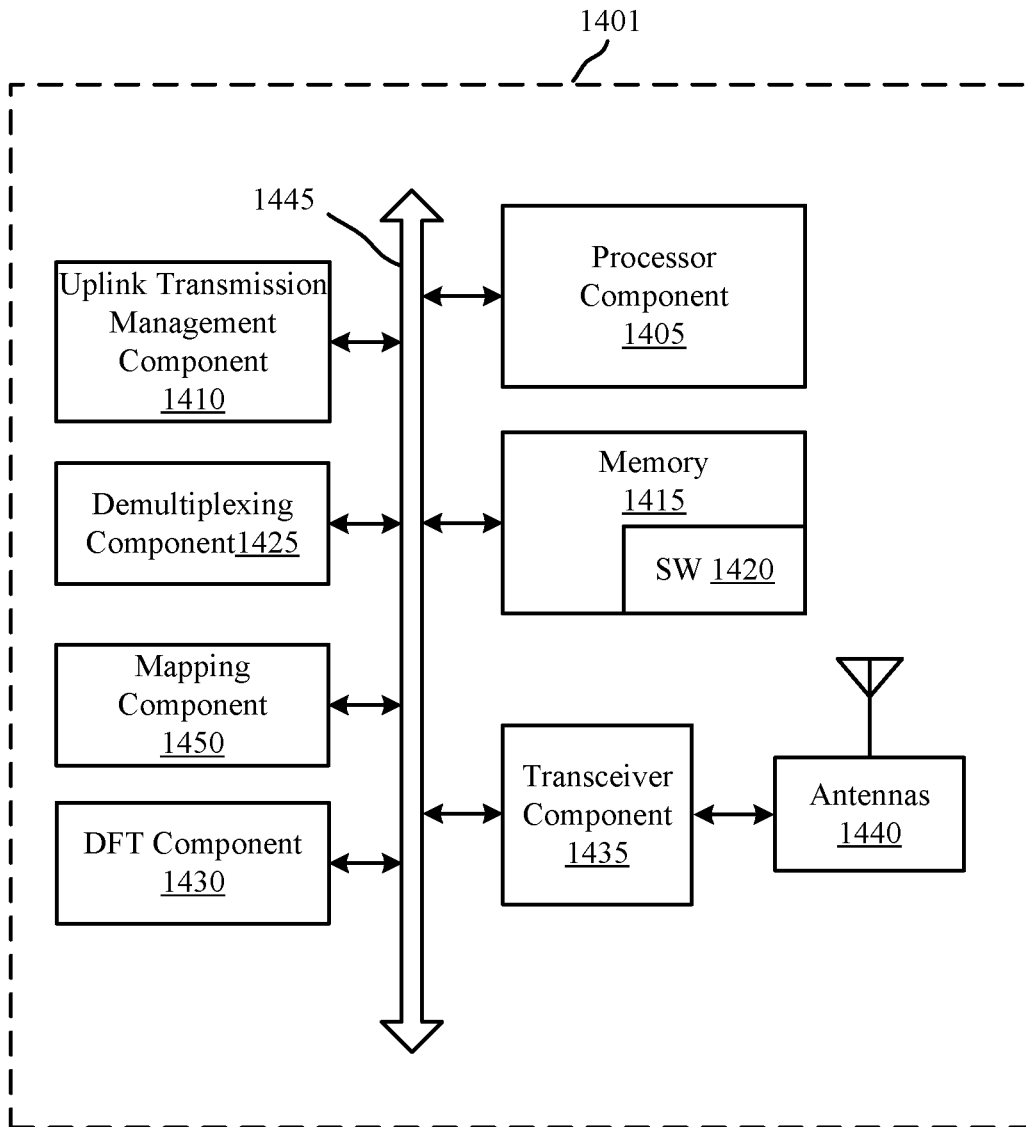 1401
1445
Uplink Transmission
Management
Component
1410
Processor
Component
1405
Demultiplexing
Component1425
Memory
1415
SW 1420
Mapping
Component
1450
Transceiver
Component
1435
Antennas
1440
DFT Component
1430